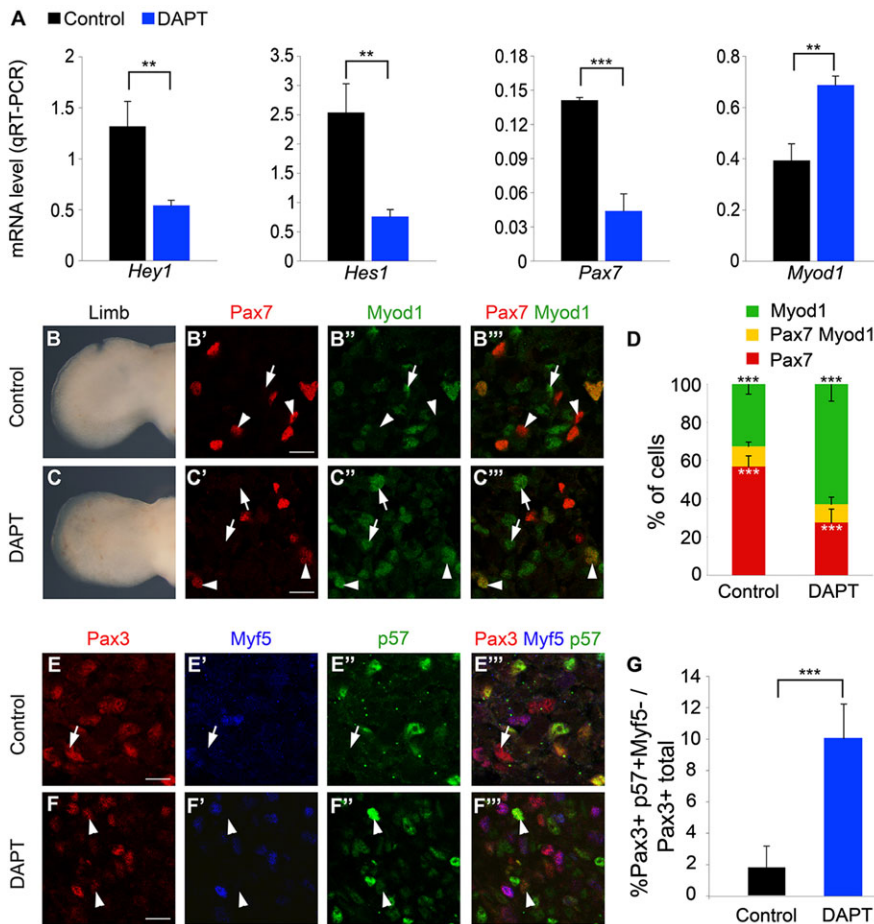 A Control DAPT
mRNA level (qRT-PCR)
2
1.5
1
0.5
0
**
Hey1
3.5
3
2.5
2
1.5
1
0.5
0
**
Hes1
0.18
0.15
0.12
0.09
0.06
0.03
0
***
Pax7
0.8
0.6
0.4
0.2
0
**
Myod1
Limb Pax7 Myod1 Pax7 Myod1
Control
B B' B'' B'''
DAPT
C C' C'' C'''
D
Myod1
Pax7 Myod1
Pax7
% of cells
100
80
60
40
20
0
*** ***
*** ***
Control DAPT
Pax3 Myf5 p57 Pax3 Myf5 p57
Control
E E' E'' E'''
DAPT
F F' F'' F'''
G
%Pax3+ p57+Myf5- /
Pax3+ total
14
12
10
8
6
4
2
0
***
Control DAPT